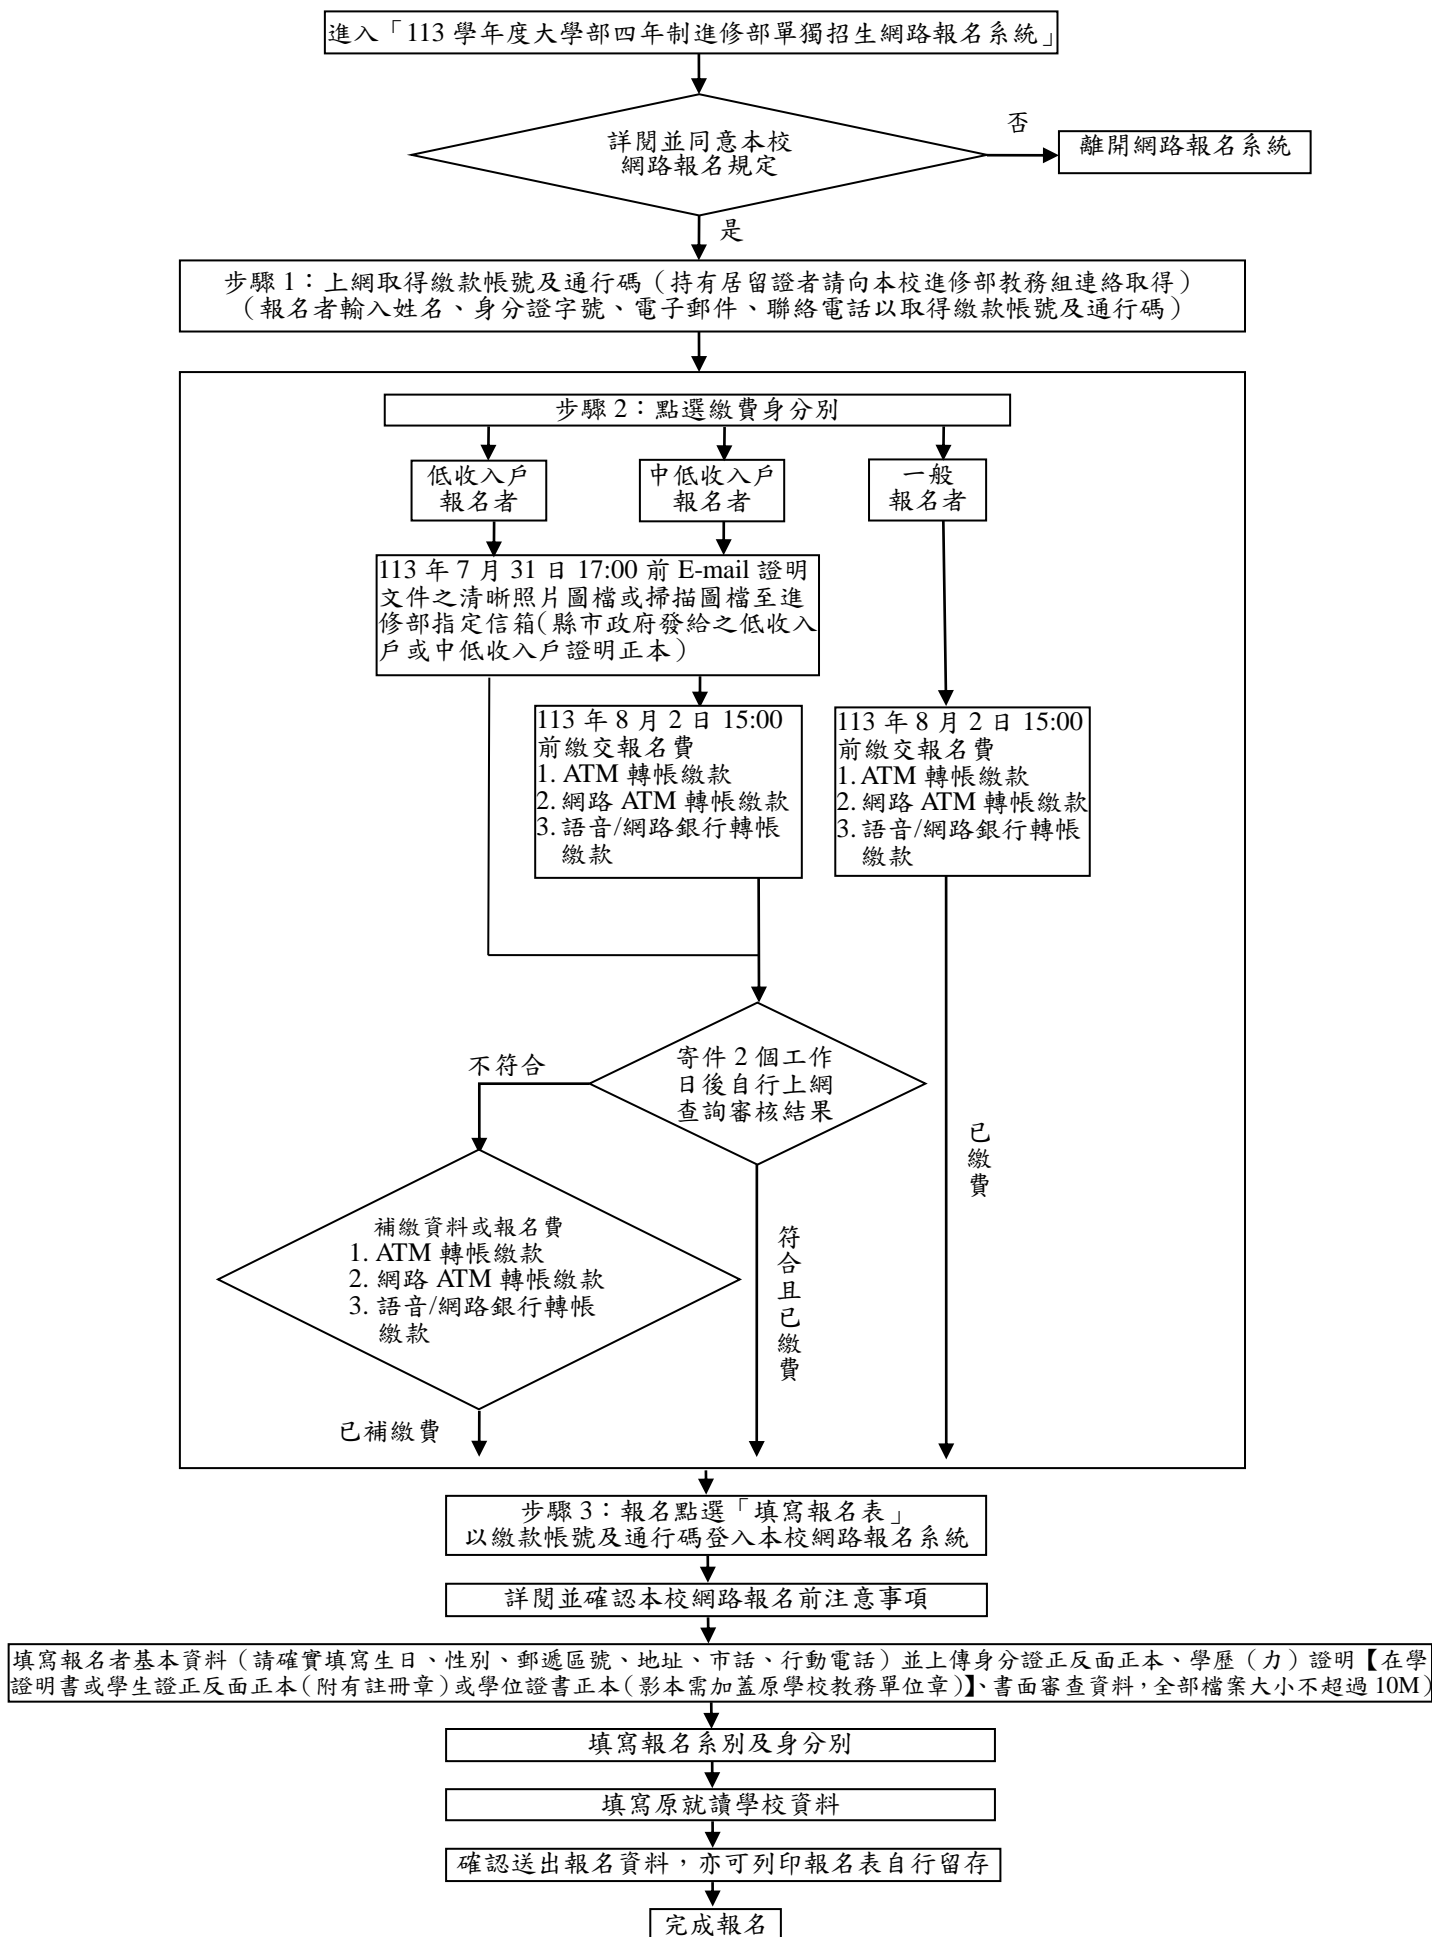 進入「113 學年度大學部四年制進修部單獨招生網路報名系統」
詳閱並同意本校
網路報名規定
否
離開網路報名系統
是
步驟 1：上網取得繳款帳號及通行碼（持有居留證者請向本校進修部教務組連絡取得）
（報名者輸入姓名、身分證字號、電子郵件、聯絡電話以取得繳款帳號及通行碼）
步驟 2：點選繳費身分別
低收入戶
報名者
中低收入戶
報名者
一般
報名者
113 年 7 月 31 日 17:00 前 E-mail 證明
文件之清晰照片圖檔或掃描圖檔至進
修部指定信箱(縣市政府發給之低收入
戶或中低收入戶證明正本)
113 年 8 月 2 日 15:00
前繳交報名費
1. ATM 轉帳繳款
2. 網路 ATM 轉帳繳款
3. 語音/網路銀行轉帳
繳款
113 年 8 月 2 日 15:00
前繳交報名費
1. ATM 轉帳繳款
2. 網路 ATM 轉帳繳款
3. 語音/網路銀行轉帳
繳款
寄件 2 個工作
日後自行上網
查詢審核結果
不符合
已繳費
符合且已繳費
補繳資料或報名費
1. ATM 轉帳繳款
2. 網路 ATM 轉帳繳款
3. 語音/網路銀行轉帳
繳款
已補繳費
步驟 3：報名點選「填寫報名表」
以繳款帳號及通行碼登入本校網路報名系統
詳閱並確認本校網路報名前注意事項
填寫報名者基本資料（請確實填寫生日、性別、郵遞區號、地址、市話、行動電話）並上傳身分證正反面正本、學歷（力）證明【在學
證明書或學生證正反面正本(附有註冊章)或學位證書正本(影本需加蓋原學校教務單位章)】、書面審查資料，全部檔案大小不超過 10M）
填寫報名系別及身分別
填寫原就讀學校資料
確認送出報名資料，亦可列印報名表自行留存
完成報名